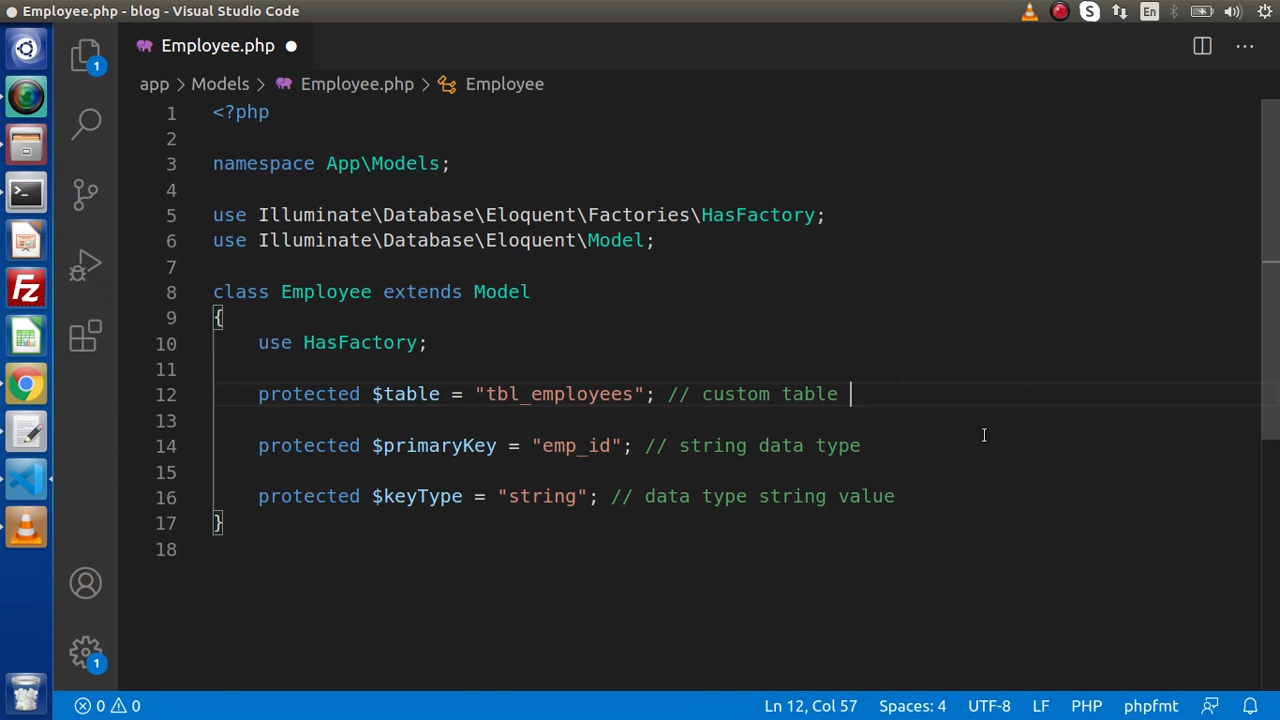 Employee.php - blog - Visual Studio Code
En
Employee.php
app > Models > Employee.php > Employee
1 <?php
2
3 namespace App\Models;
4
5 use Illuminate\Database\Eloquent\Factories\HasFactory;
6 use Illuminate\Database\Eloquent\Model;
7
8 class Employee extends Model
9 {
10 use HasFactory;
11
12 protected $table = "tbl_employees"; // custom table
13
14 protected $primaryKey = "emp_id"; // string data type
15
16 protected $keyType = "string"; // data type string value
17 }
18
1
1
Fz
0 0 Ln 12, Col 57 Spaces: 4 UTF-8 LF PHP phpfmt